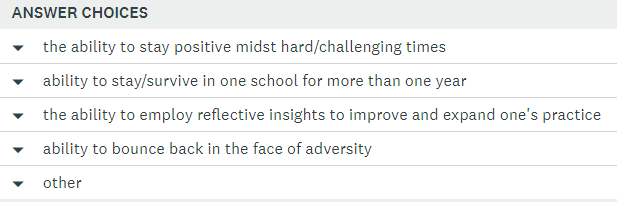 ANSWER CHOICES
the ability to stay positive midst hard/challenging times
ability to stay/survive in one school for more than one year
the ability to employ reflective insights to improve and expand one's practice
ability to bounce back in the face of adversity
other